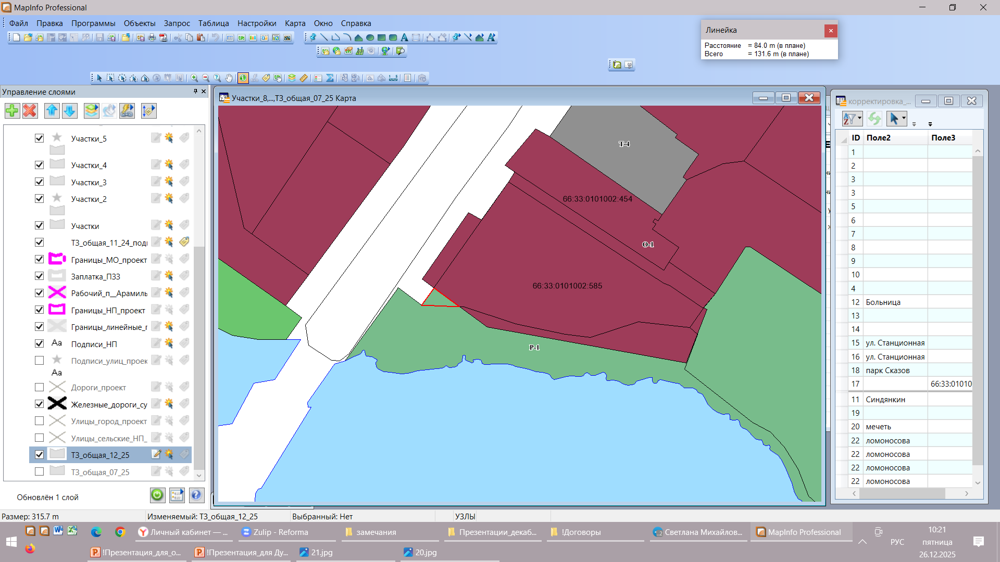 MapInfo Professional
Файл Правка Программы Объекты Запрос Таблица Настройки Карта Окно Справка
Линейка
Расстояние = 84.0 m (в плане)
Всего = 131.6 m (в плане)
Управление слоями
Участки_5
Участки_4
Участки_3
Участки_2
Участки
ТЗ_общая_11_24_под
Границы_МО_проект
Заплатка_ПЗЗ
Рабочий_п__Арамиль
Границы_НП_проект
Границы_линейные_г
Aa Подписи_НП
Подписи_улиц_проек
Aa
Дороги_проект
Железные_дороги_су
Улицы_город_проект
Улицы_сельские_НП_
ТЗ_общая_12_25
ТЗ_общая_07_25
Обновлён 1 слой
Участки_8,...,ТЗ_общая_07_25 Карта
Т-4
66:33:0101002:454
О-1
66:33:0101002:585
Р-1
корректировка_...
ID Поле2 Поле3
1
2
3
3
5
6
7
8
9
10
4
12 Больница
13
14
15 ул. Станционная
16 ул. Станционная
18 парк Сказов
17 66:33:01010
11 Синдянкин
19
20 мечеть
22 ломоносова
22 ломоносова
22 ломоносова
22 ломоносова
Размер: 315.7 m Изменяемый: ТЗ_общая_12_25 Выбранный: Нет УЗЛЫ
Личный кабинет — ...
Zulip - Reforma
замечания
Презентации_декаб...
!Договоры
Светлана Михайлов...
MapInfo Professional
!Презентация_для_о...
!Презентация_для Ду...
21.jpg
20.jpg
РУС
10:21
пятница
26.12.2025